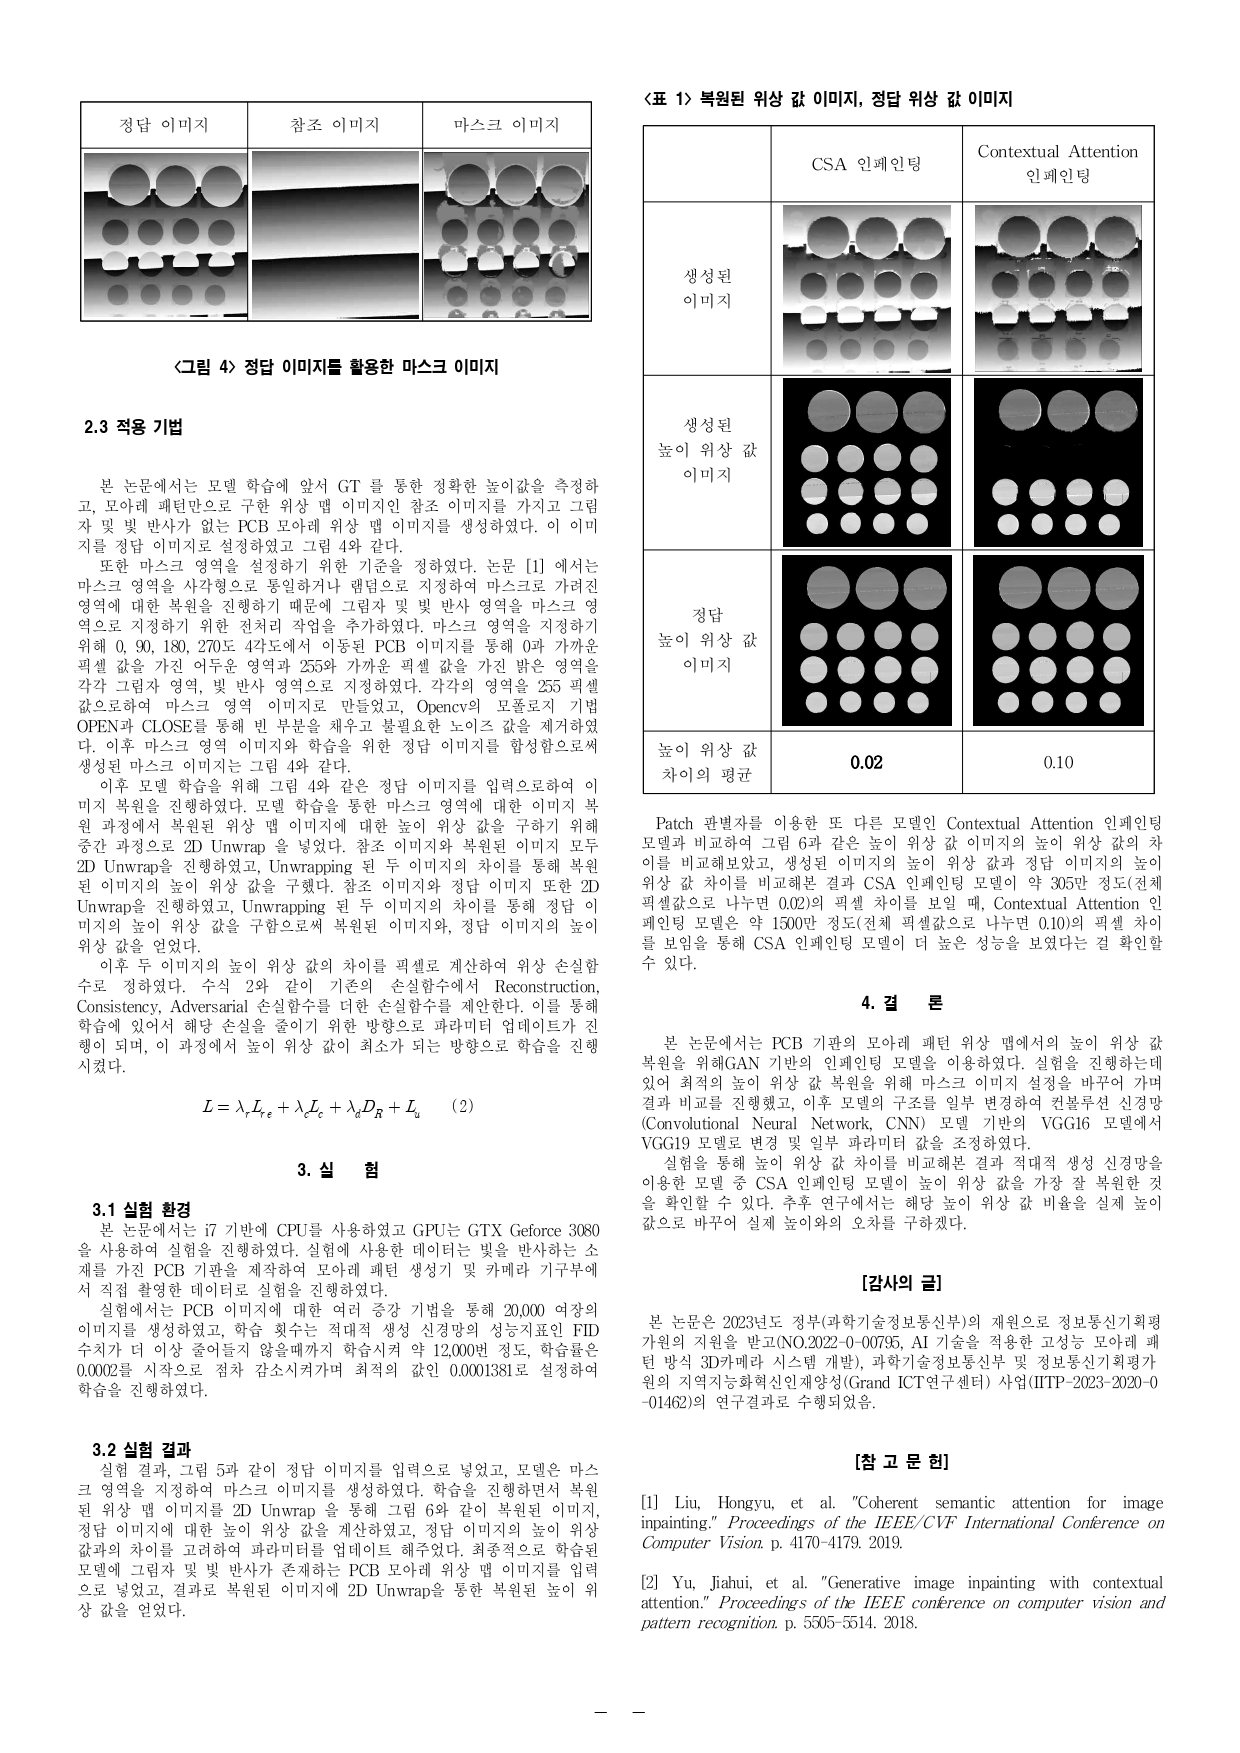 정답 이미지 참조 이미지 마스크 이미지
<그림 4> 정답 이미지를 활용한 마스크 이미지
2.3 적용 기법
본 논문에서는 모델 학습에 앞서 GT 를 통한 정확한 높이값을 측정하
고, 모아레 패턴만으로 구한 위상 맵 이미지인 참조 이미지를 가지고 그림
자 및 빛 반사가 없는 PCB 모아레 위상 맵 이미지를 생성하였다. 이 이미
지를 정답 이미지로 설정하였고 그림 4와 같다.
또한 마스크 영역을 설정하기 위한 기준을 정하였다. 논문 [1] 에서는
마스크 영역을 사각형으로 통일하거나 램덤으로 지정하여 마스크로 가려진
영역에 대한 복원을 진행하기 때문에 그림자 및 빛 반사 영역을 마스크 영
역으로 지정하기 위한 전처리 작업을 추가하였다. 마스크 영역을 지정하기
위해 0, 90, 180, 270도 4각도에서 이동된 PCB 이미지를 통해 0과 가까운
픽셀 값을 가진 어두운 영역과 255와 가까운 픽셀 값을 가진 밝은 영역을
각각 그림자 영역, 빛 반사 영역으로 지정하였다. 각각의 영역을 255 픽셀
값으로하여 마스크 영역 이미지로 만들었고, Opencv의 모폴로지 기법
OPEN과 CLOSE를 통해 빈 부분을 채우고 불필요한 노이즈 값을 제거하였
다. 이후 마스크 영역 이미지와 학습을 위한 정답 이미지를 합성함으로써
생성된 마스크 이미지는 그림 4와 같다.
이후 모델 학습을 위해 그림 4와 같은 정답 이미지를 입력으로하여 이
미지 복원을 진행하였다. 모델 학습을 통한 마스크 영역에 대한 이미지 복
원 과정에서 복원된 위상 맵 이미지에 대한 높이 위상 값을 구하기 위해
중간 과정으로 2D Unwrap 을 넣었다. 참조 이미지와 복원된 이미지 모두
2D Unwrap을 진행하였고, Unwrapping 된 두 이미지의 차이를 통해 복원
된 이미지의 높이 위상 값을 구했다. 참조 이미지와 정답 이미지 또한 2D
Unwrap을 진행하였고, Unwrapping 된 두 이미지의 차이를 통해 정답 이
미지의 높이 위상 값을 구함으로써 복원된 이미지와, 정답 이미지의 높이
위상 값을 얻었다.
이후 두 이미지의 높이 위상 값의 차이를 픽셀로 계산하여 위상 손실함
수로 정하였다. 수식 2와 같이 기존의 손실함수에서 Reconstruction,
Consistency, Adversarial 손실함수를 더한 손실함수를 제안한다. 이를 통해
학습에 있어서 해당 손실을 줄이기 위한 방향으로 파라미터 업데이트가 진
행이 되며, 이 과정에서 높이 위상 값이 최소가 되는 방향으로 학습을 진행
시켰다.
L = λ_r L_re + λ_c L_c + λ_d D_R + L_u (2)
3. 실 험
3.1 실험 환경
본 논문에서는 i7 기반에 CPU를 사용하였고 GPU는 GTX Geforce 3080
을 사용하여 실험을 진행하였다. 실험에 사용한 데이터는 빛을 반사하는 소
재를 가진 PCB 기판을 제작하여 모아레 패턴 생성기 및 카메라 기구부에
서 직접 촬영한 데이터로 실험을 진행하였다.
실험에서는 PCB 이미지에 대한 여러 증강 기법을 통해 20,000 여장의
이미지를 생성하였고, 학습 횟수는 적대적 생성 신경망의 성능지표인 FID
수치가 더 이상 줄어들지 않을때까지 학습시켜 약 12,000번 정도, 학습률은
0.0002를 시작으로 점차 감소시켜가며 최적의 값인 0.0001381로 설정하여
학습을 진행하였다.
3.2 실험 결과
실험 결과, 그림 5과 같이 정답 이미지를 입력으로 넣었고, 모델은 마스
크 영역을 지정하여 마스크 이미지를 생성하였다. 학습을 진행하면서 복원
된 위상 맵 이미지를 2D Unwrap 을 통해 그림 6와 같이 복원된 이미지,
정답 이미지에 대한 높이 위상 값을 계산하였고, 정답 이미지의 높이 위상
값과의 차이를 고려하여 파라미터를 업데이트 해주었다. 최종적으로 학습된
모델에 그림자 및 빛 반사가 존재하는 PCB 모아레 위상 맵 이미지를 입력
으로 넣었고, 결과로 복원된 이미지에 2D Unwrap을 통한 복원된 높이 위
상 값을 얻었다.
<표 1> 복원된 위상 값 이미지, 정답 위상 값 이미지
CSA 인페인팅 Contextual Attention
인페인팅
생성된
이미지
생성된
높이 위상 값
이미지
정답
높이 위상 값
이미지
높이 위상 값
차이의 평균 0.02 0.10
Patch 판별자를 이용한 또 다른 모델인 Contextual Attention 인페인팅
모델과 비교하여 그림 6과 같은 높이 위상 값 이미지의 높이 위상 값의 차
이를 비교해보았고, 생성된 이미지의 높이 위상 값과 정답 이미지의 높이
위상 값 차이를 비교해본 결과 CSA 인페인팅 모델이 약 305만 정도(전체
픽셀값으로 나누면 0.02)의 픽셀 차이를 보일 때, Contextual Attention 인
페인팅 모델은 약 1500만 정도(전체 픽셀값으로 나누면 0.10)의 픽셀 차이
를 보임을 통해 CSA 인페인팅 모델이 더 높은 성능을 보였다는 걸 확인할
수 있다.
4. 결 론
본 논문에서는 PCB 기판의 모아레 패턴 위상 맵에서의 높이 위상 값
복원을 위해GAN 기반의 인페인팅 모델을 이용하였다. 실험을 진행하는데
있어 최적의 높이 위상 값 복원을 위해 마스크 이미지 설정을 바꾸어 가며
결과 비교를 진행했고, 이후 모델의 구조를 일부 변경하여 컨볼루션 신경망
(Convolutional Neural Network, CNN) 모델 기반의 VGG16 모델에서
VGG19 모델로 변경 및 일부 파라미터 값을 조정하였다.
실험을 통해 높이 위상 값 차이를 비교해본 결과 적대적 생성 신경망을
이용한 모델 중 CSA 인페인팅 모델이 높이 위상 값을 가장 잘 복원한 것
을 확인할 수 있다. 추후 연구에서는 해당 높이 위상 값 비율을 실제 높이
값으로 바꾸어 실제 높이와의 오차를 구하겠다.
[감사의 글]
본 논문은 2023년도 정부(과학기술정보통신부)의 재원으로 정보통신기획평
가원의 지원을 받고(NO.2022-0-00795, AI 기술을 적용한 고성능 모아레 패
턴 방식 3D카메라 시스템 개발), 과학기술정보통신부 및 정보통신기획평가
원의 지역지능화혁신인재양성(Grand ICT연구센터) 사업(IITP-2023-2020-0
-01462)의 연구결과로 수행되었음.
[참 고 문 헌]
[1] Liu, Hongyu, et al. "Coherent semantic attention for image
inpainting." Proceedings of the IEEE/CVF International Conference on
Computer Vision. p. 4170-4179. 2019.
[2] Yu, Jiahui, et al. "Generative image inpainting with contextual
attention." Proceedings of the IEEE conference on computer vision and
pattern recognition. p. 5505-5514. 2018.
- -